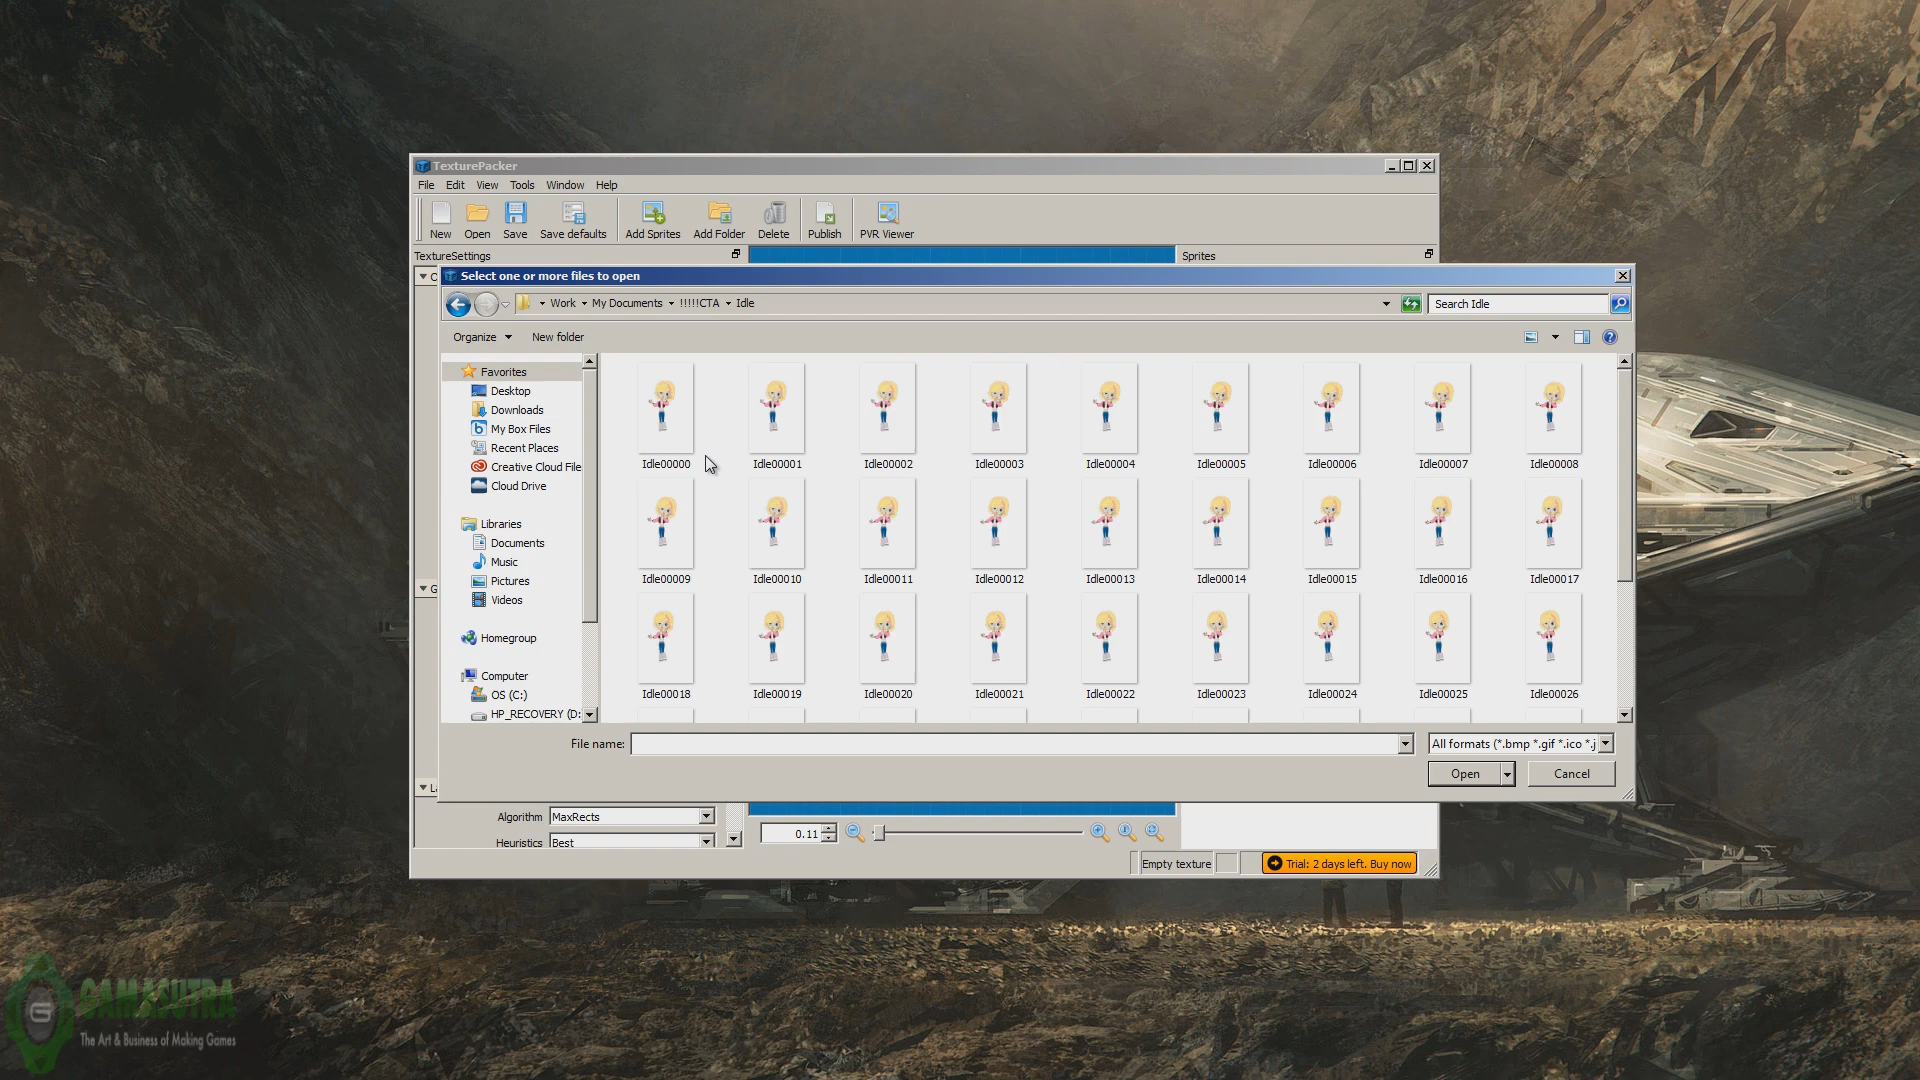 TexturePacker
File Edit View Tools Window Help
New Open Save Save defaults Add Sprites Add Folder Delete Publish PVR Viewer
TextureSettings
Sprites
Select one or more files to open
Work My Documents !!!!!CTA Idle
Search Idle
Organize New folder
Favorites
Desktop
Downloads
My Box Files
Recent Places
Creative Cloud File
Cloud Drive
Libraries
Documents
Music
Pictures
Videos
Homegroup
Computer
OS (C:)
HP_RECOVERY (D:
Idle00000 Idle00001 Idle00002 Idle00003 Idle00004 Idle00005 Idle00006 Idle00007 Idle00008
Idle00009 Idle00010 Idle00011 Idle00012 Idle00013 Idle00014 Idle00015 Idle00016 Idle00017
Idle00018 Idle00019 Idle00020 Idle00021 Idle00022 Idle00023 Idle00024 Idle00025 Idle00026
File name:
All formats (*.bmp *.gif *.ico *.j
Open Cancel
Algorithm MaxRects
Heuristics Best
0.11
Empty texture
Trial: 2 days left. Buy now
GAMASUTRA
The Art & Business of Making Games